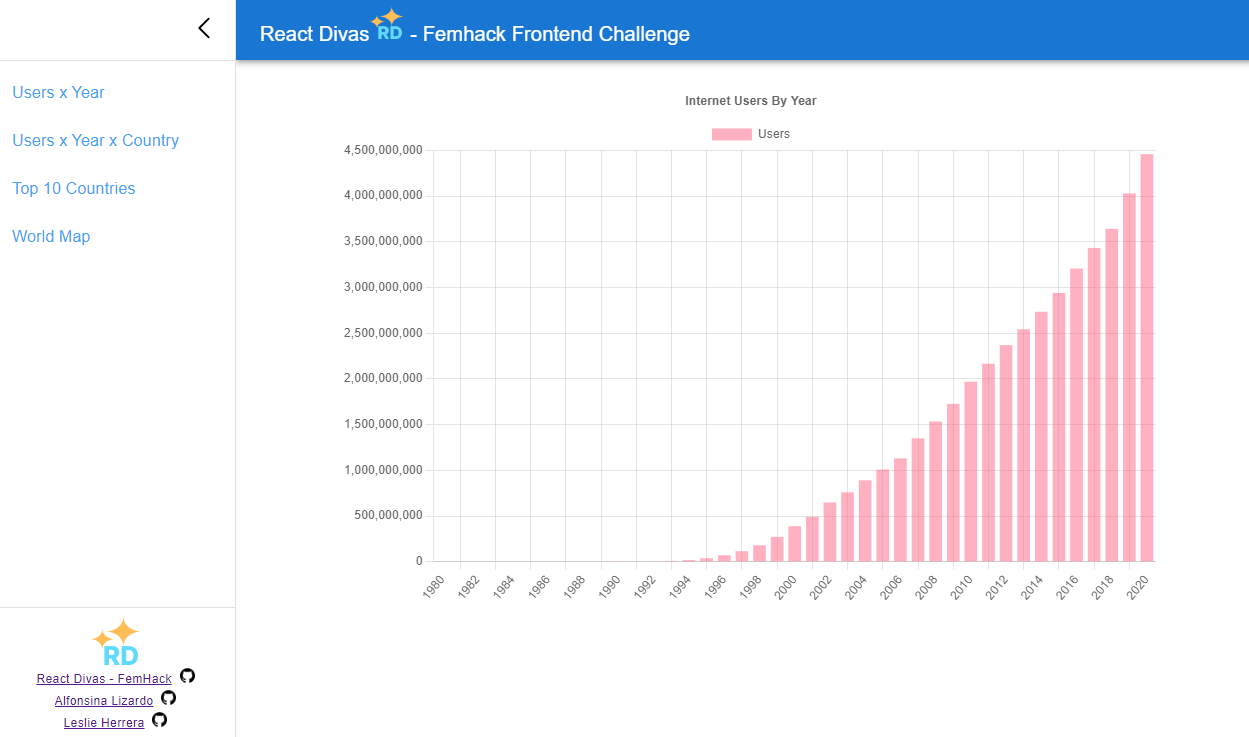 React Divas RD - Femhack Frontend Challenge
Users x Year
Users x Year x Country
Top 10 Countries
World Map
Internet Users By Year
Users
4,500,000,000
4,000,000,000
3,500,000,000
3,000,000,000
2,500,000,000
2,000,000,000
1,500,000,000
1,000,000,000
500,000,000
0
1980 1982 1984 1986 1988 1990 1992 1994 1996 1998 2000 2002 2004 2006 2008 2010 2012 2014 2016 2018 2020
RD
React Divas - FemHack
Alfonsina Lizardo
Leslie Herrera